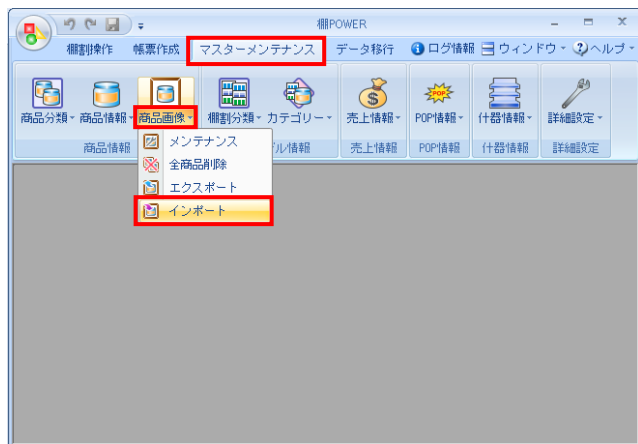 棚POWER
棚割操作 帳票作成 マスターメンテナンス データ移行 ログ情報 ウィンドウ ヘルプ
商品分類 商品情報 商品画像 棚割分類 カテゴリー 売上情報 POP情報 什器情報 詳細設定
商品情報 ル情報 売上情報 POP情報 什器情報 詳細設定
メンテナンス
全商品削除
エクスポート
インポート